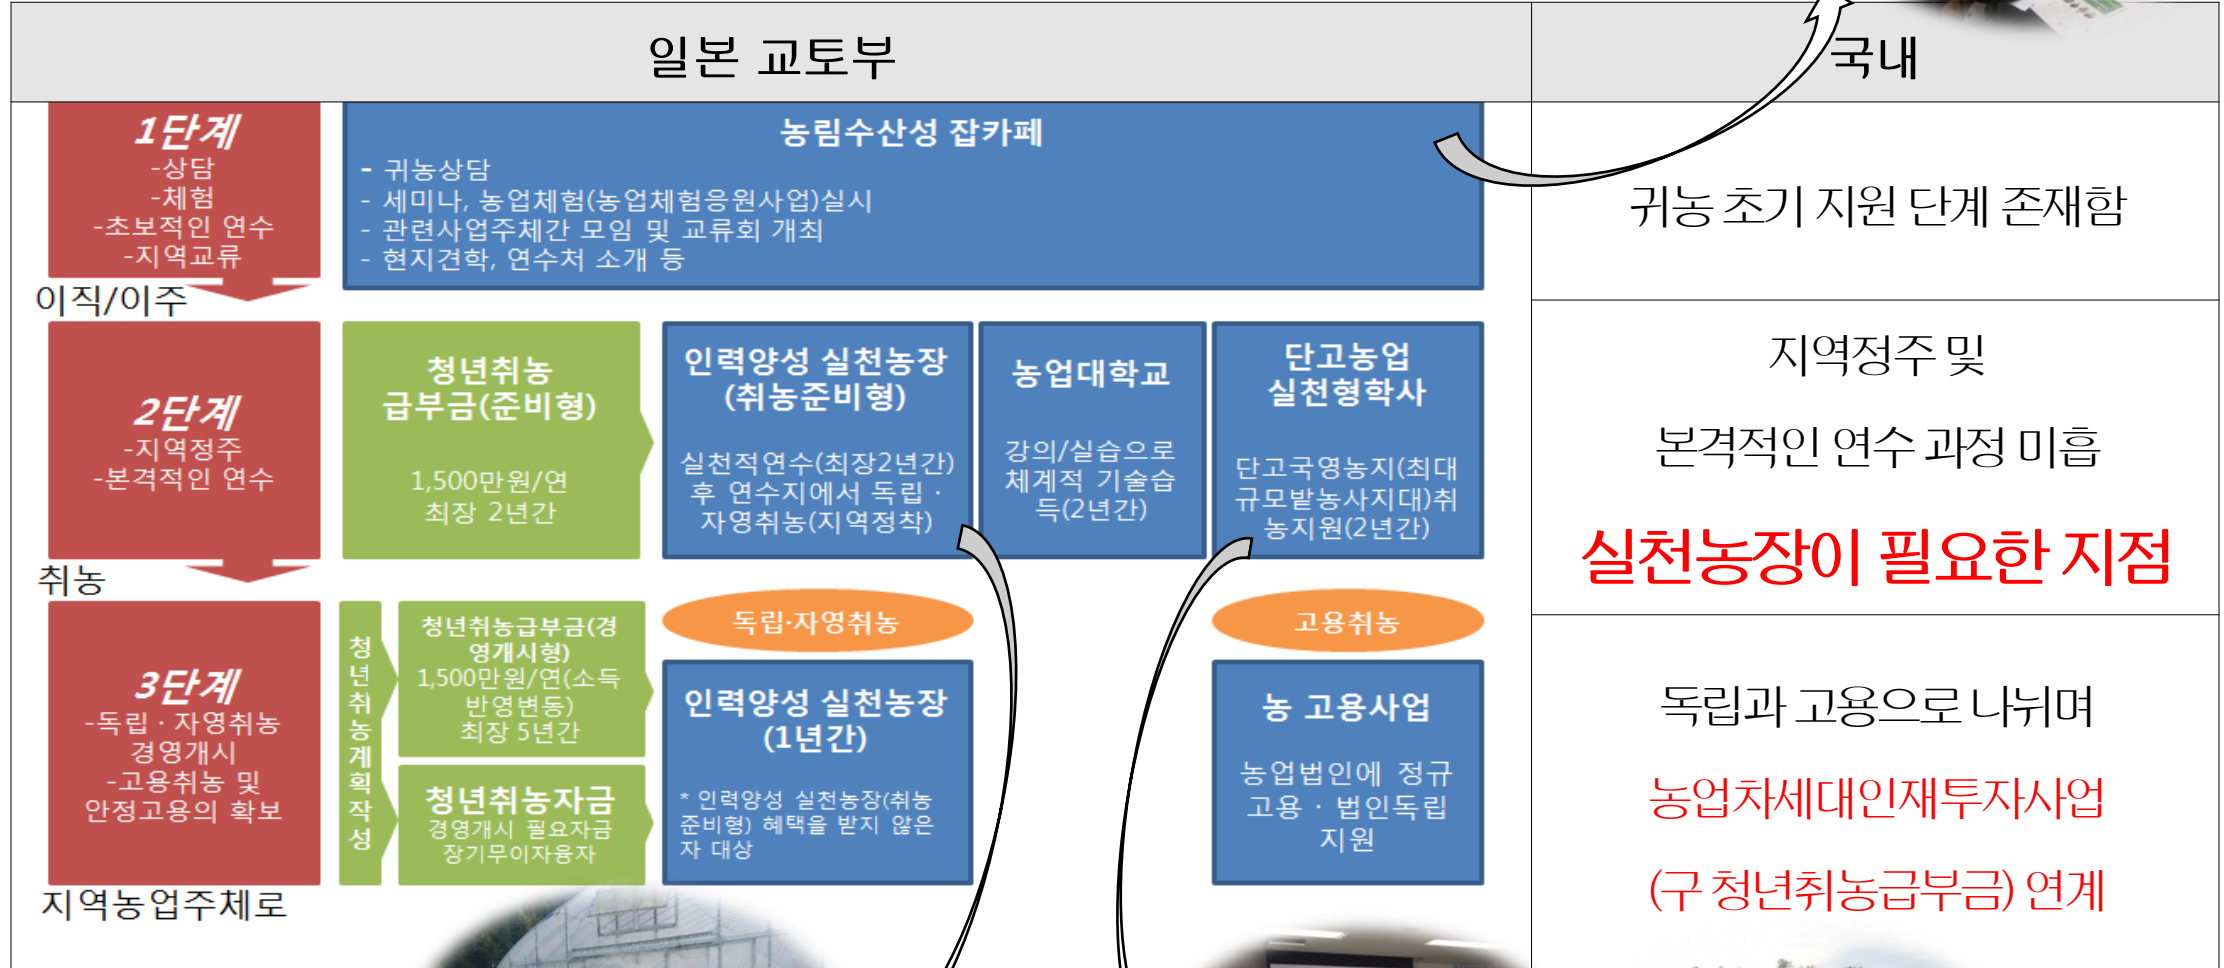 일본 교토부
국내
1단계
-상담
-체험
-초보적인 연수
-지역교류
농림수산성 잡카페
- 귀농상담
- 세미나, 농업체험(농업체험응원사업)실시
- 관련사업주체간 모임 및 교류회 개최
- 현지견학, 연수처 소개 등
귀농 초기 지원 단계 존재함
이직/이주
2단계
-지역정주
-본격적인 연수
청년취농
급부금(준비형)
1,500만원/연
최장 2년간
인력양성 실천농장
(취농준비형)
실천적연수(최장2년간)
후 연수지에서 독립 ·
자영취농(지역정착)
농업대학교
강의/실습으로
체계적 기술습
득(2년간)
단고농업
실천형학사
단고국영농지(최대
규모밭농사지대)취
농지원(2년간)
지역정주 및
본격적인 연수 과정 미흡
실천농장이 필요한 지점
취농
3단계
-독립 · 자영취농
경영개시
-고용취농 및
안정고용의 확보
청년취농계획작성
청년취농급부금(경
영개시형)
1,500만원/연(소득
반영변동)
최장 5년간
청년취농자금
경영개시 필요자금
장기무이자융자
독립·자영취농
인력양성 실천농장
(1년간)
* 인력양성 실천농장(취농
준비형) 혜택을 받지 않은
자 대상
고용취농
농 고용사업
농업법인에 정규
고용 · 법인독립
지원
독립과 고용으로 나뉘며
농업차세대인재투자사업
(구 청년취농급부금) 연계
지역농업주체로